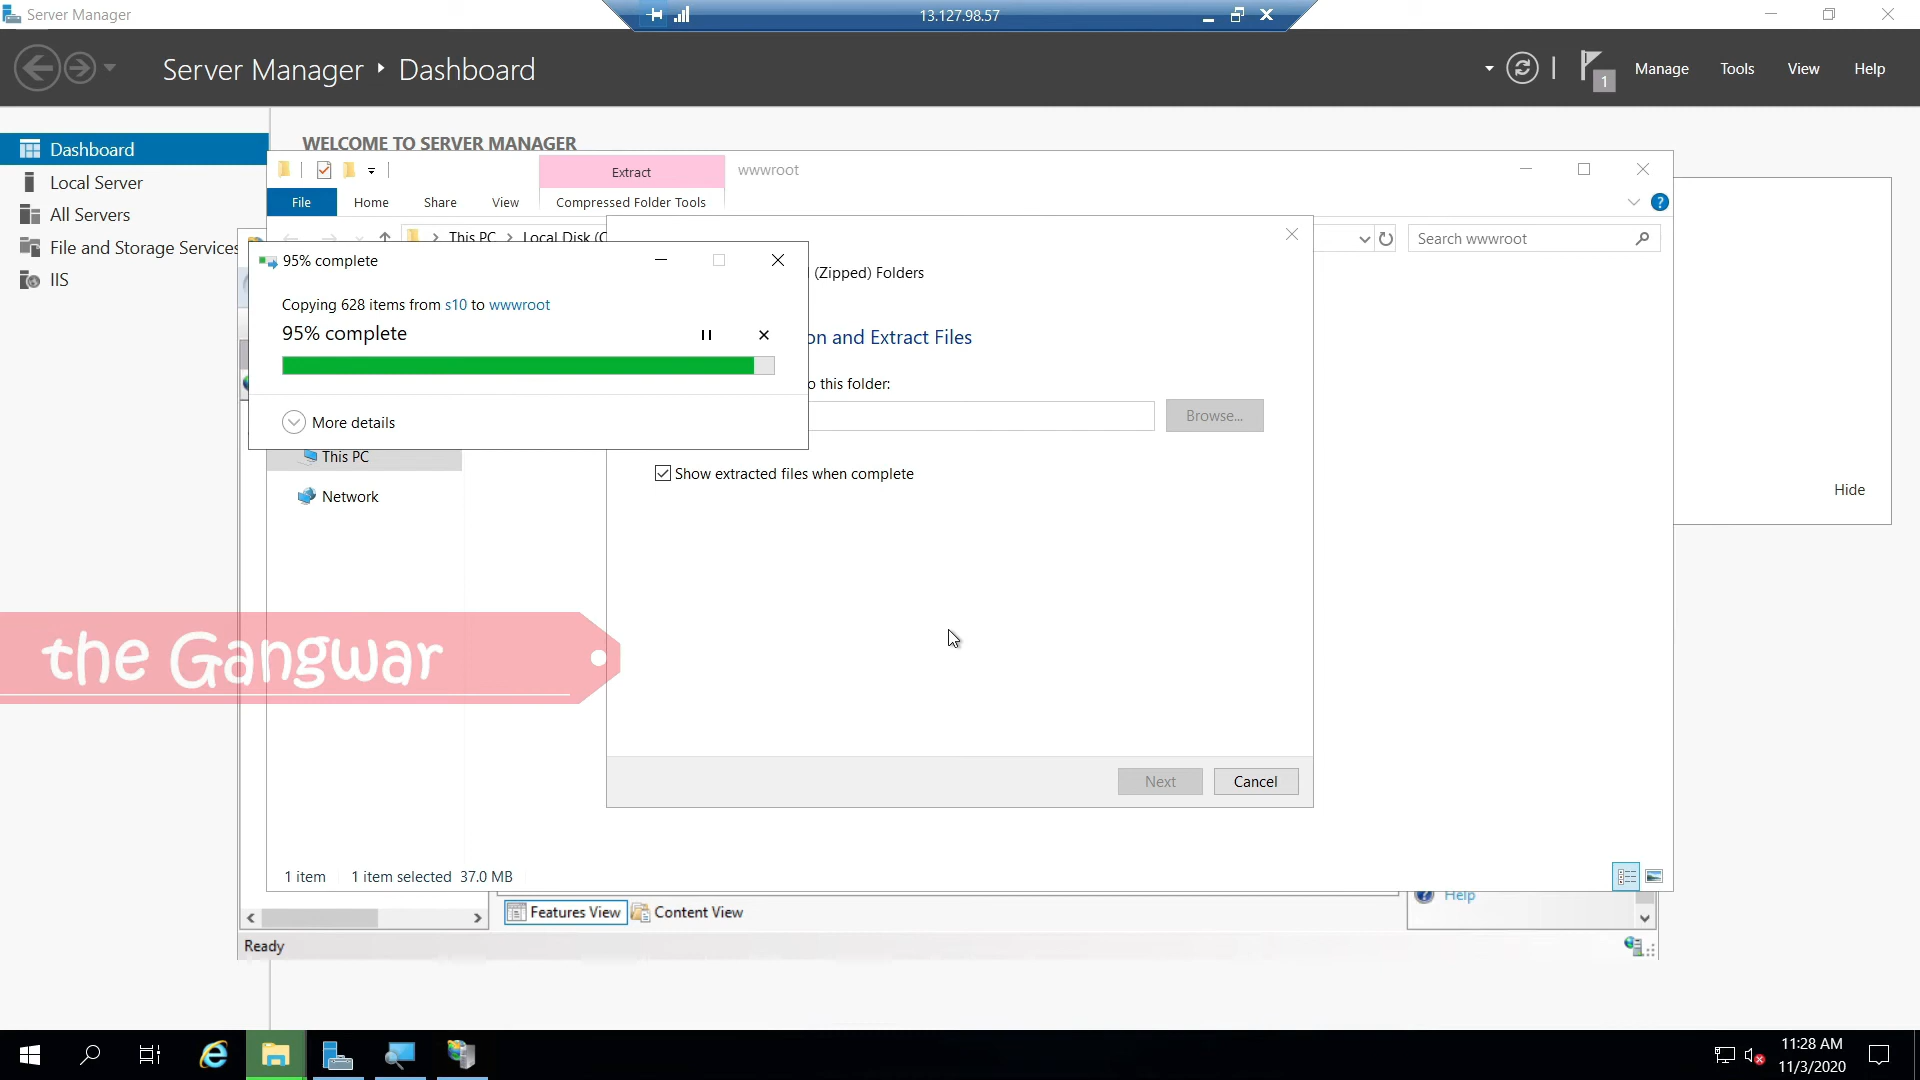 Server Manager
13.127.98.57
Server Manager • Dashboard
1
Manage
Tools
View
Help
Dashboard
Local Server
All Servers
File and Storage Services
IIS
WELCOME TO SERVER MANAGER
Extract
wwwroot
File
Home
Share
View
Compressed Folder Tools
This PC
Local Disk (C
Search wwwroot
(Zipped) Folders
95% complete
Copying 628 items from s10 to wwwroot
95% complete
More details
on and Extract Files
o this folder:
Browse...
Show extracted files when complete
This PC
Network
Hide
the Gangwar
Next
Cancel
1 item
1 item selected 37.0 MB
Features View
Content View
Help
Ready
11:28 AM
11/3/2020